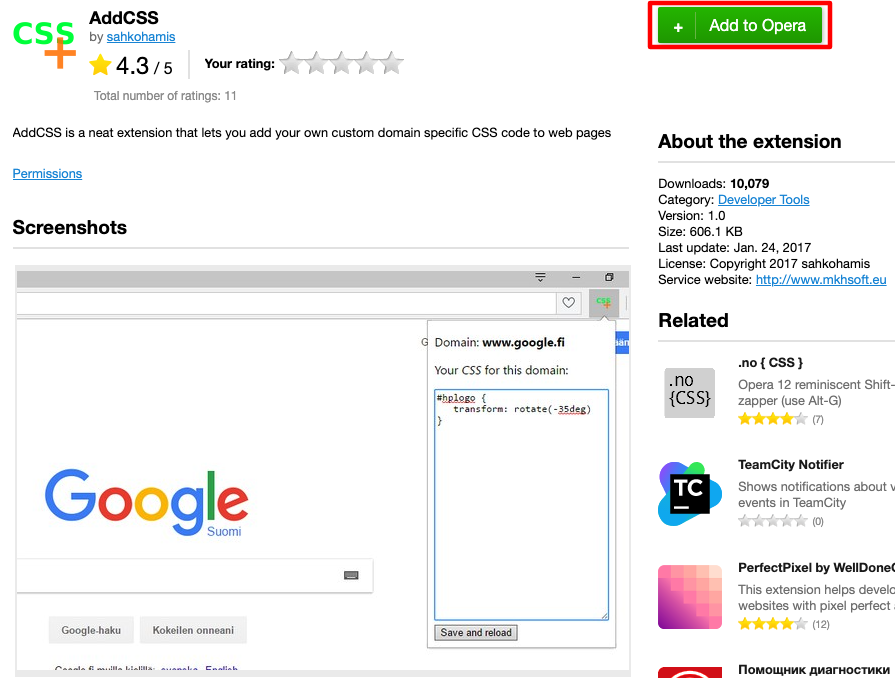 CSS
AddCSS
by sahkohamis
4.3 / 5
Your rating:
Total number of ratings: 11
+ Add to Opera
AddCSS is a neat extension that lets you add your own custom domain specific CSS code to web pages
Permissions
Screenshots
css
Domain: www.google.fi
Your CSS for this domain:
#hplogo {
transform: rotate(-35deg)
}
Save and reload
Google
Suomi
Google-haku
Kokeilen onneani
Google.fi muilla kielillä: svenska English
About the extension
Downloads: 10,079
Category: Developer Tools
Version: 1.0
Size: 606.1 KB
Last update: Jan. 24, 2017
License: Copyright 2017 sahkohamis
Service website: http://www.mkhsoft.eu
Related
.no
{CSS}
.no { CSS }
Opera 12 reminiscent Shift-
zapper (use Alt-G)
(7)
TC
TeamCity Notifier
Shows notifications about
events in TeamCity
(0)
PerfectPixel by WellDone
This extension helps develo
websites with pixel perfect
(12)
Помощник диагностики